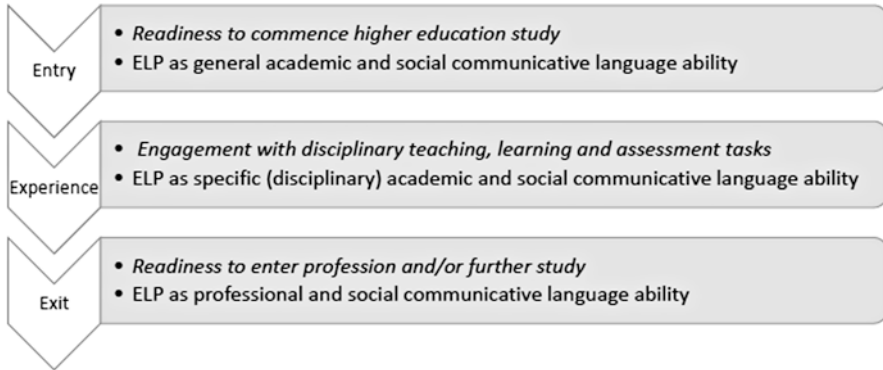 Entry
• Readiness to commence higher education study
• ELP as general academic and social communicative language ability
Experience
• Engagement with disciplinary teaching, learning and assessment tasks
• ELP as specific (disciplinary) academic and social communicative language ability
Exit
• Readiness to enter profession and/or further study
• ELP as professional and social communicative language ability